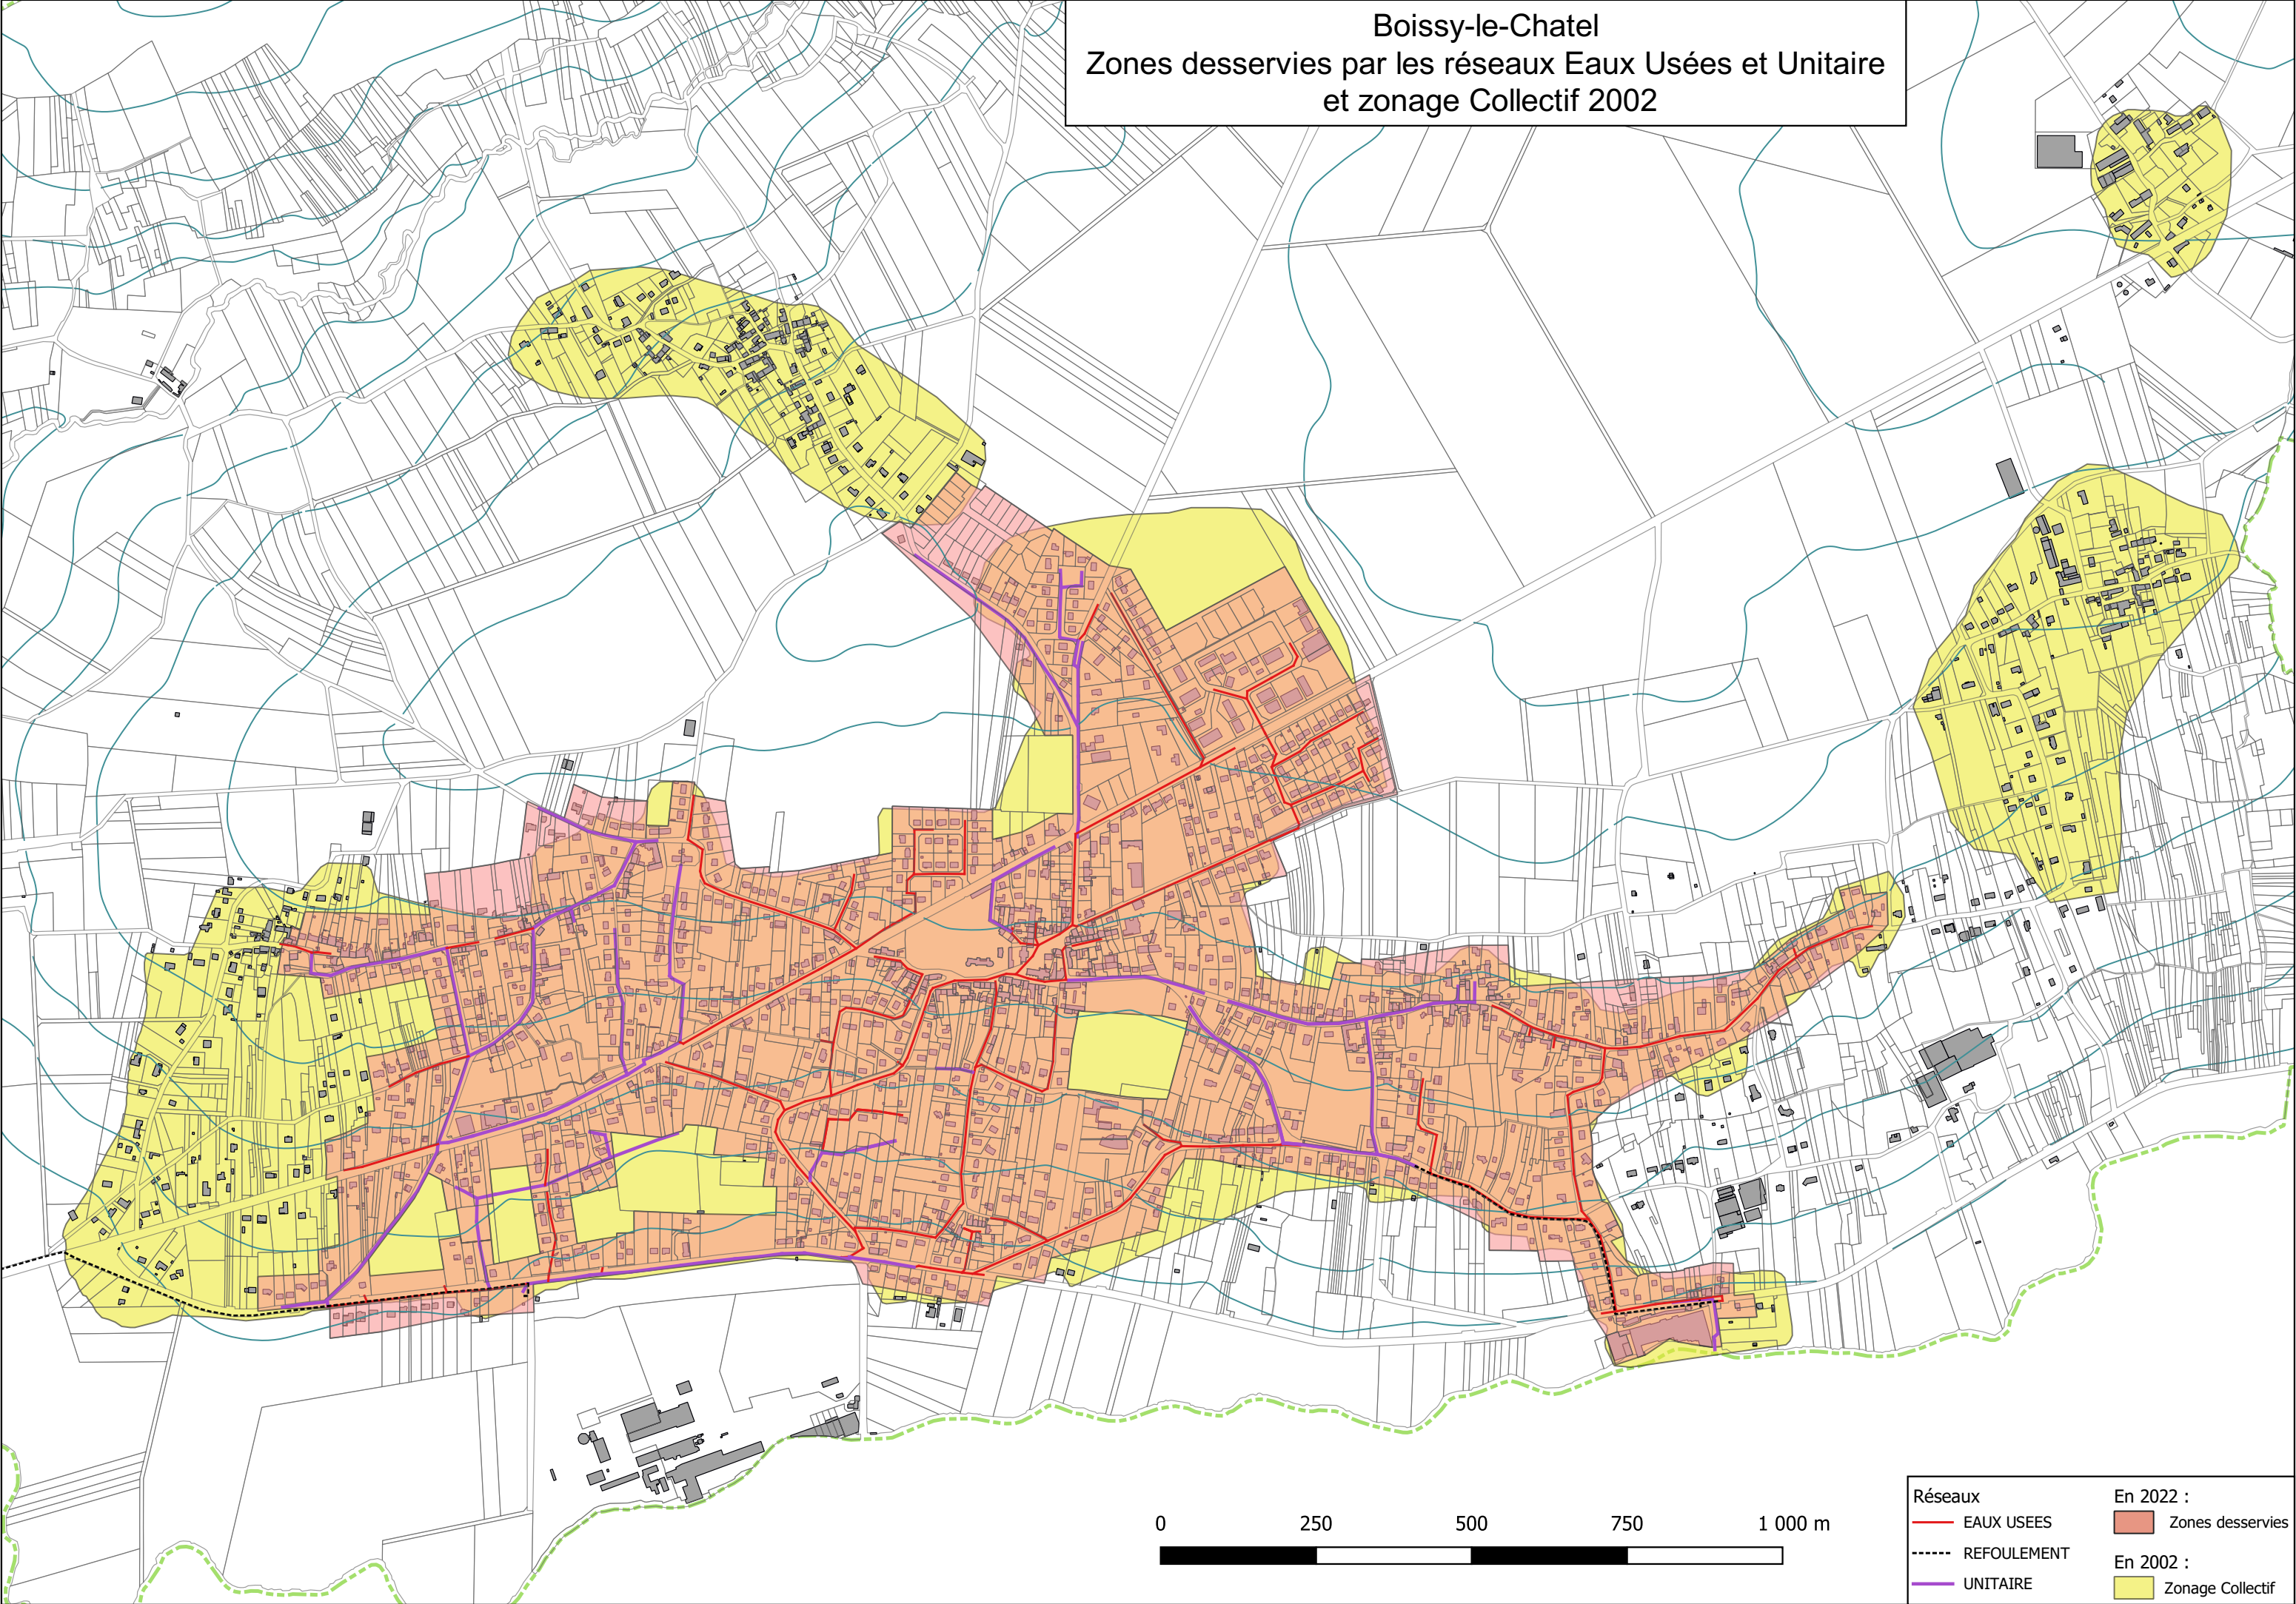 Boissy-le-Chatel
Zones desservies par les réseaux Eaux Usées et Unitaire
et zonage Collectif 2002
0 250 500 750 1 000 m
Réseaux
EAUX USEES
REFOULEMENT
UNITAIRE
En 2022 :
Zones desservies
En 2002 :
Zonage Collectif